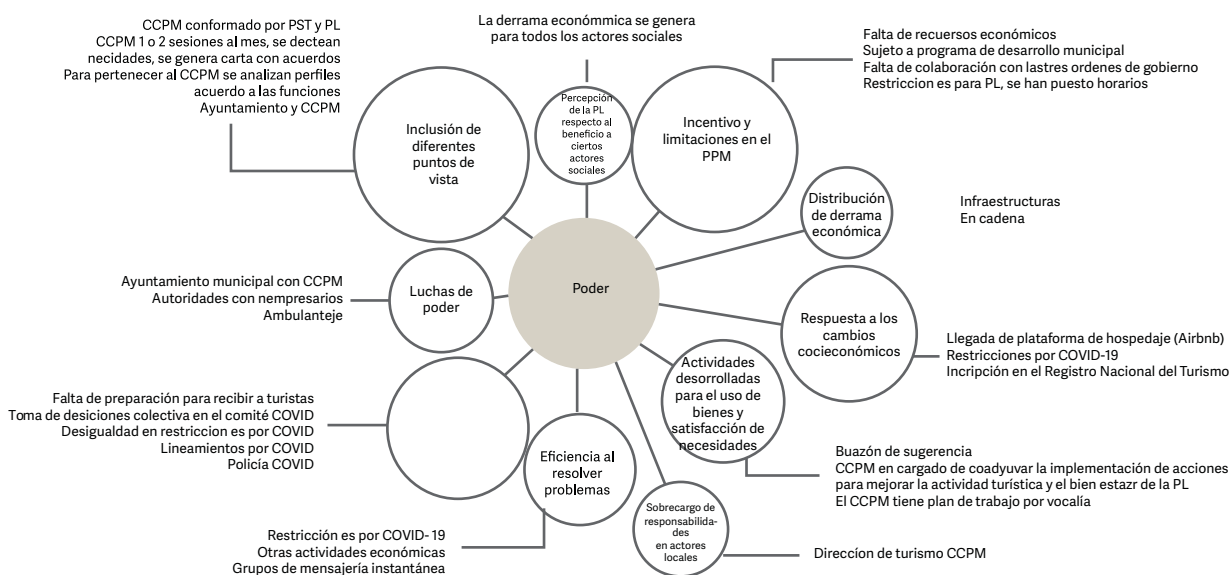 CCPM conformado por PST y PL
CCPM 1 o 2 sesiones al mes, se dectean
necidades, se genera carta con acuerdos
Para pertenecer al CCPM se analizan perfiles
acuerdo a las funciones
Ayuntamiento y CCPM
Inclusión de
diferentes
puntos de
vista
La derrama econömmica se genera
para todos los actores sociales
Percepción
de la PL
respecto al
beneficio a
ciertos
actores
sociales
Falta de recuersos económicos
Sujeto a programa de desarrollo municipal
Falta de colaboración con lastres ordenes de gobierno
Restriccion es para PL, se han puesto horarios
Incentivo y
limitaciones en el
PPM
Distribución
de derrama
económica
Infraestructuras
En cadena
Ayuntamiento municipal con CCPM
Autoridades con nempresarios
Ambulanteje
Luchas de
poder
Poder
Respuesta a los
cambios
cocieconómicos
Llegada de plataforma de hospedaje (Airbnb)
Restricciones por COVID-19
Incripción en el Registro Nacional del Turismo
Falta de preparación para recibir a turistas
Toma de desiciones colectiva en el comité COVID
Desigualdad en restriccion es por COVID
Lineamientos por COVID
Policía COVID
Actividades
desorrolladas
para el uso de
bienes y
satisfacción de
necesidades
Buazón de sugerencia
CCPM en cargado de coadyuvar la implementación de acciones
para mejorar la actividad turística y el bien estazr de la PL
El CCPM tiene plan de trabajo por vocalía
Eficiencia al
resolver
problemas
Restricción es por COVID- 19
Otras actividades económicas
Grupos de mensajería instantánea
Sobrecargo de
responsabilida-
des
en actores
locales
Direccíon de turismo CCPM